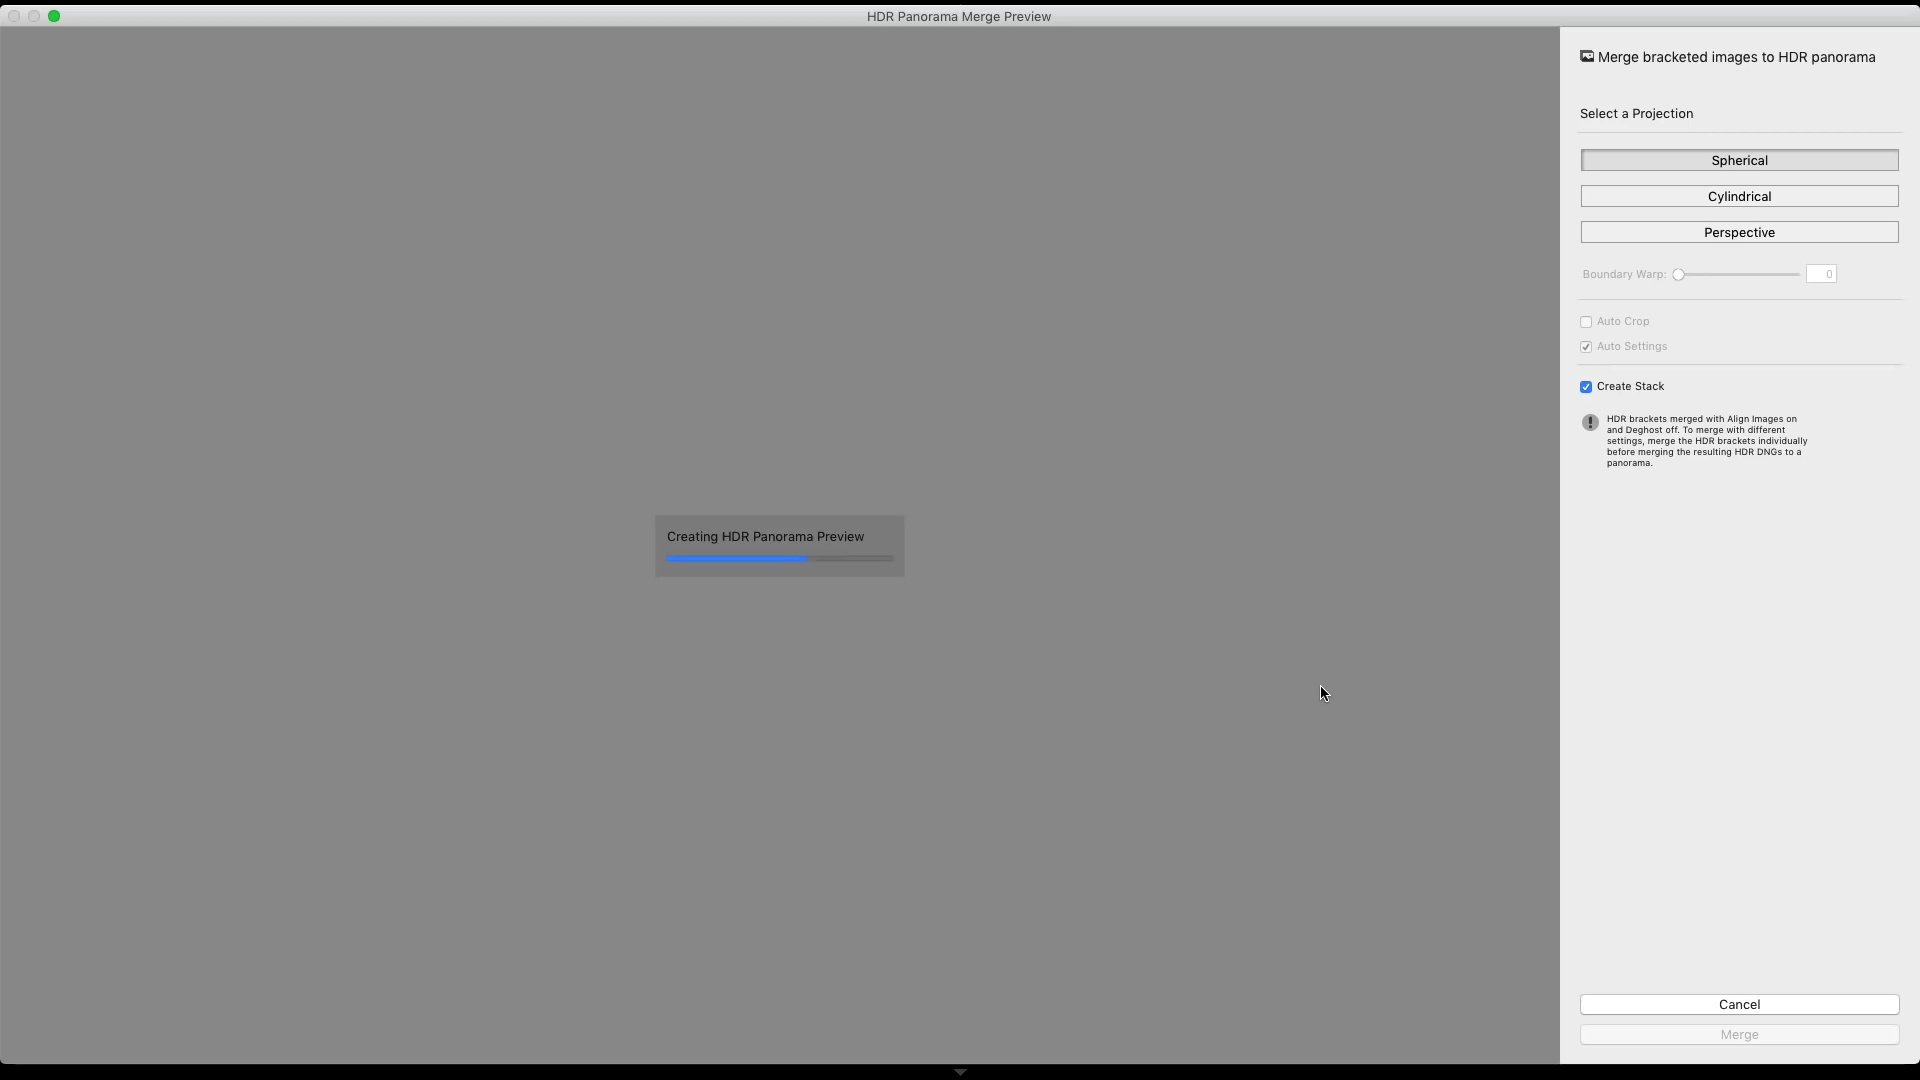 HDR Panorama Merge Preview
Merge bracketed images to HDR panorama
Select a Projection
Spherical
Cylindrical
Perspective
Boundary Warp: 0
Auto Crop
Auto Settings
Create Stack
HDR brackets merged with Align Images on
and Deghost off. To merge with different
settings, merge the HDR brackets individually
before merging the resulting HDR DNGs to a
panorama.
Creating HDR Panorama Preview
Cancel
Merge